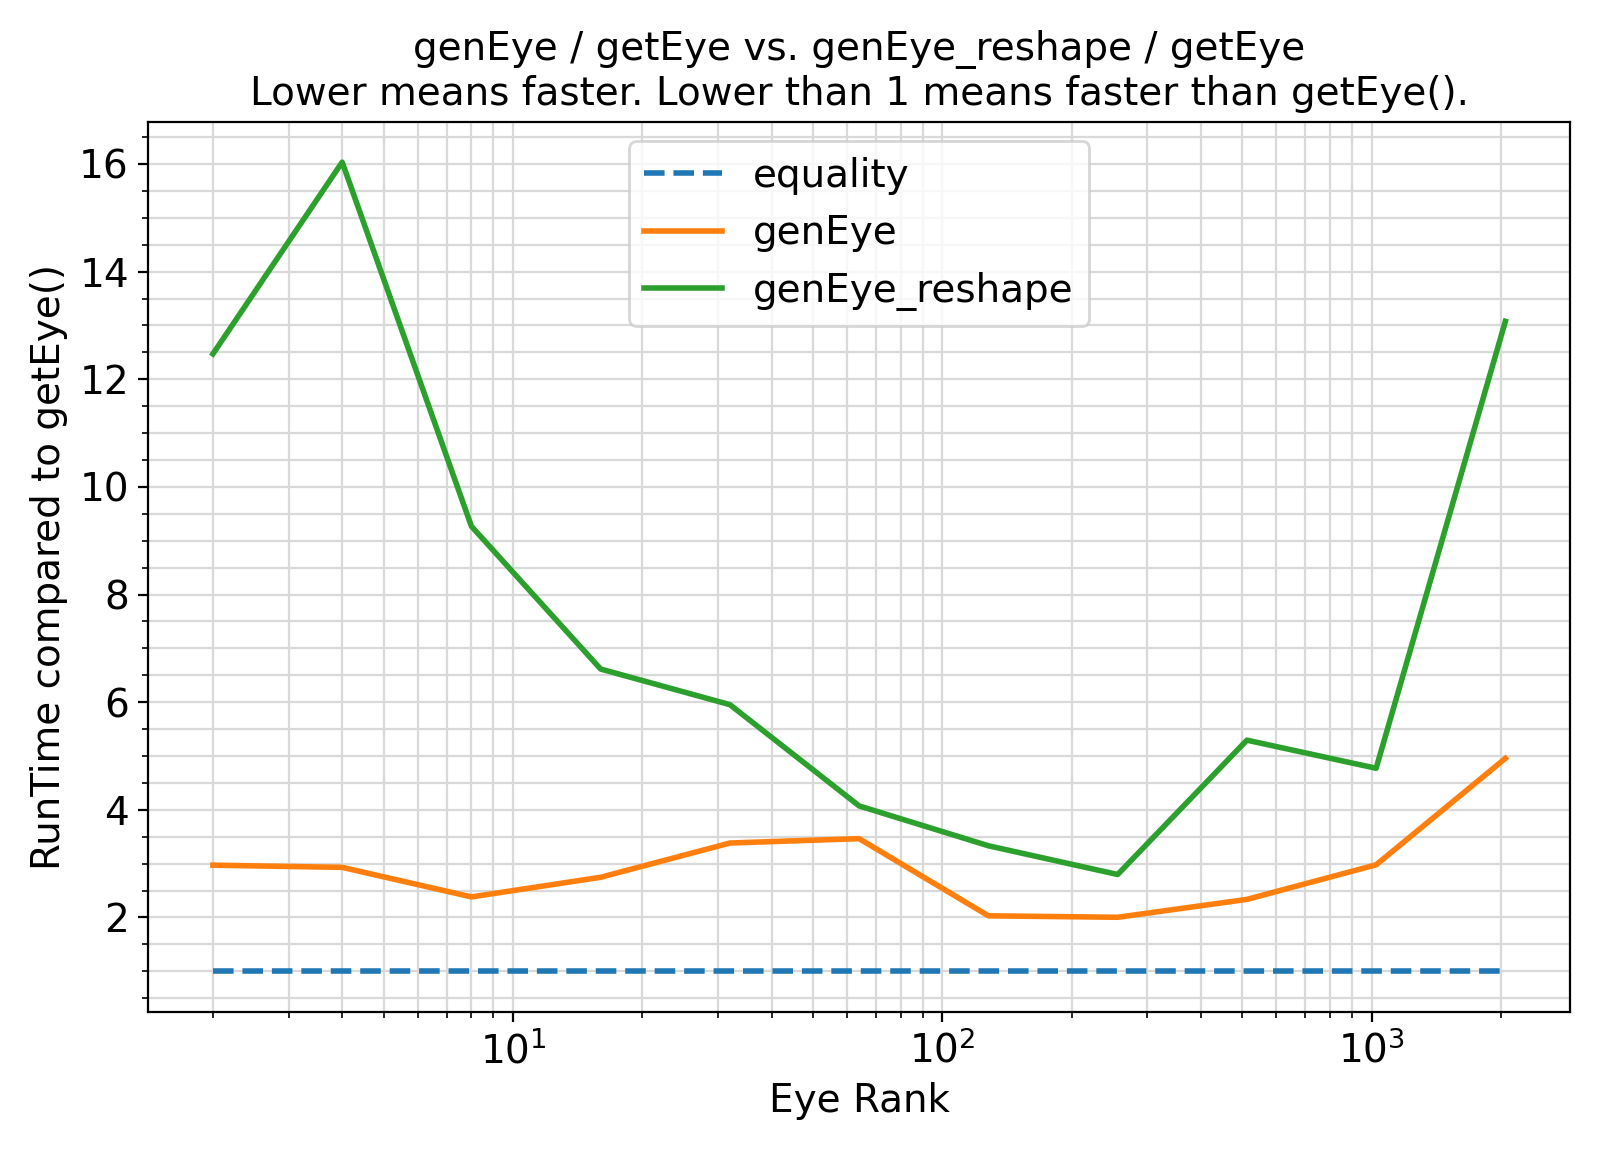 genEye / getEye vs. genEye_reshape / getEye
Lower means faster. Lower than 1 means faster than getEye().
equality
genEye
genEye_reshape
RunTime compared to getEye()
16
14
12
10
8
6
4
2
10¹ 10² 10³
Eye Rank